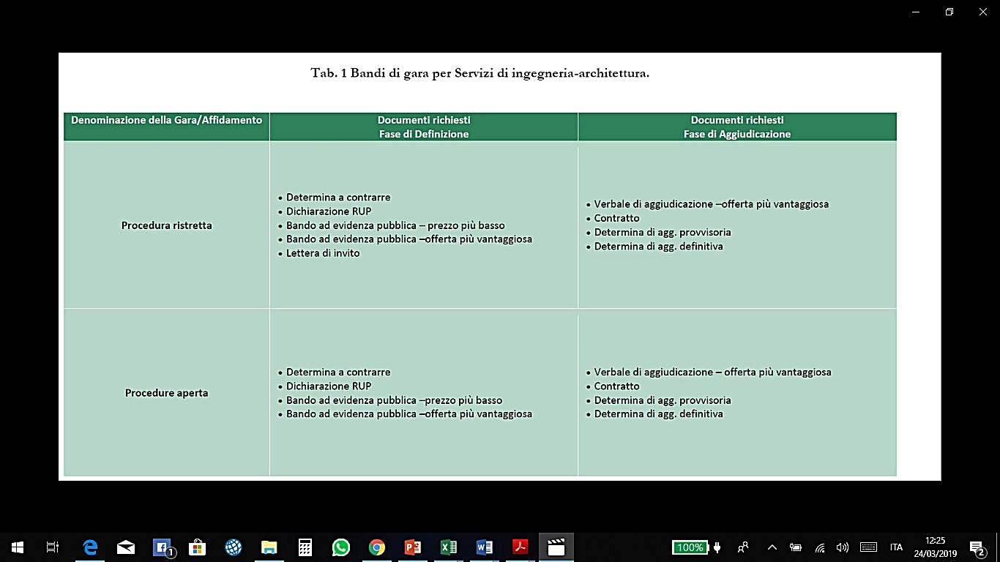 Tab. 1 Bandi di gara per Servizi di ingegneria-architettura.
Denominazione della Gara/Affidamento
Documenti richiesti
Fase di Definizione
Documenti richiesti
Fase di Aggiudicazione
Procedura ristretta
• Determina a contrarre
• Dichiarazione RUP
• Bando ad evidenza pubblica – prezzo più basso
• Bando ad evidenza pubblica –offerta più vantaggiosa
• Lettera di invito
• Verbale di aggiudicazione –offerta più vantaggiosa
• Contratto
• Determina di agg. provvisoria
• Determina di agg. definitiva
Procedure aperta
• Determina a contrarre
• Dichiarazione RUP
• Bando ad evidenza pubblica –prezzo più basso
• Bando ad evidenza pubblica –offerta più vantaggiosa
• Verbale di aggiudicazione – offerta più vantaggiosa
• Contratto
• Determina di agg. provvisoria
• Determina di agg. definitiva
1
100%
ITA
12:25
24/03/2019
2